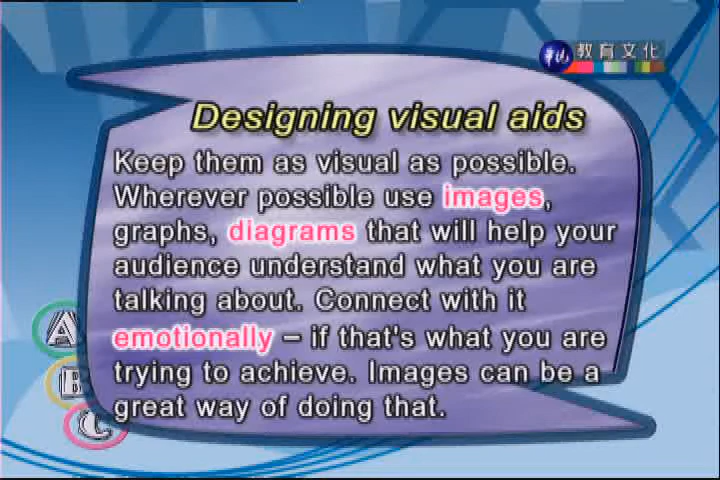 華視 教育文化
Designing visual aids
Keep them as visual as possible.
Wherever possible use images,
graphs, diagrams that will help your
audience understand what you are
talking about. Connect with it
emotionally – if that's what you are
trying to achieve. Images can be a
great way of doing that.
A
B
C